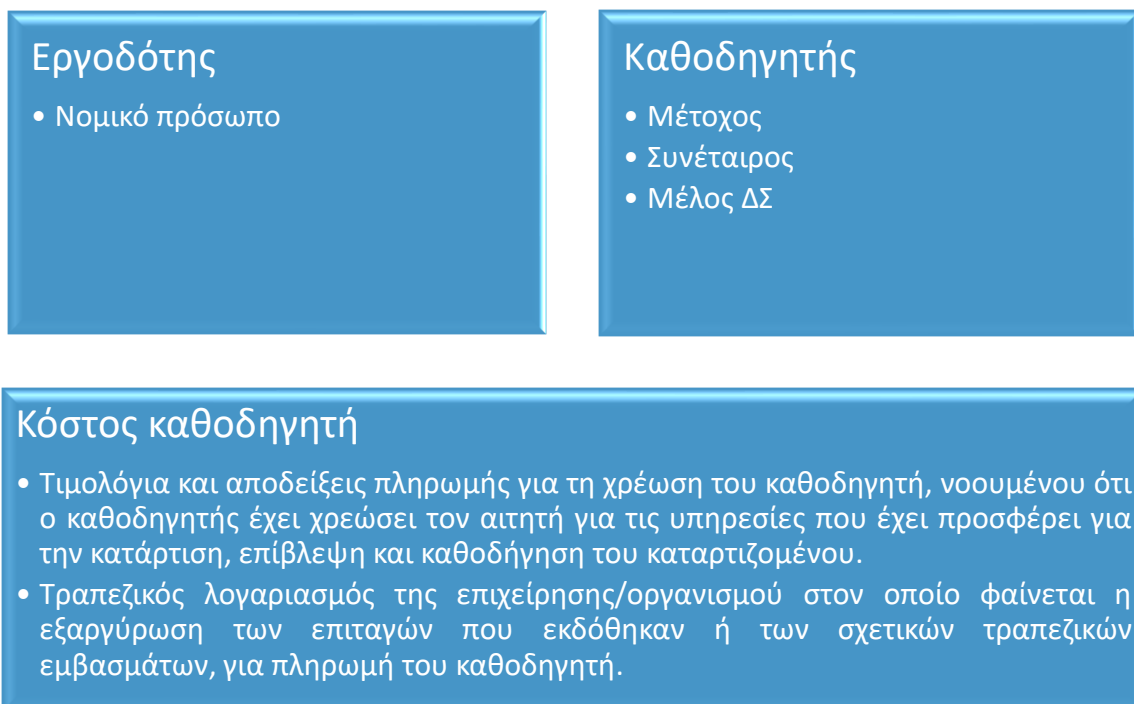 Εργοδότης
• Νομικό πρόσωπο
Καθοδηγητής
• Μέτοχος
• Συνέταιρος
• Μέλος ΔΣ
Κόστος καθοδηγητή
• Τιμολόγια και αποδείξεις πληρωμής για τη χρέωση του καθοδηγητή, νοουμένου ότι
ο καθοδηγητής έχει χρεώσει τον αιτητή για τις υπηρεσίες που έχει προσφέρει για
την κατάρτιση, επίβλεψη και καθοδήγηση του καταρτιζομένου.
• Τραπεζικός λογαριασμός της επιχείρησης/οργανισμού στον οποίο φαίνεται η
εξαργύρωση των επιταγών που εκδόθηκαν ή των σχετικών τραπεζικών
εμβασμάτων, για πληρωμή του καθοδηγητή.